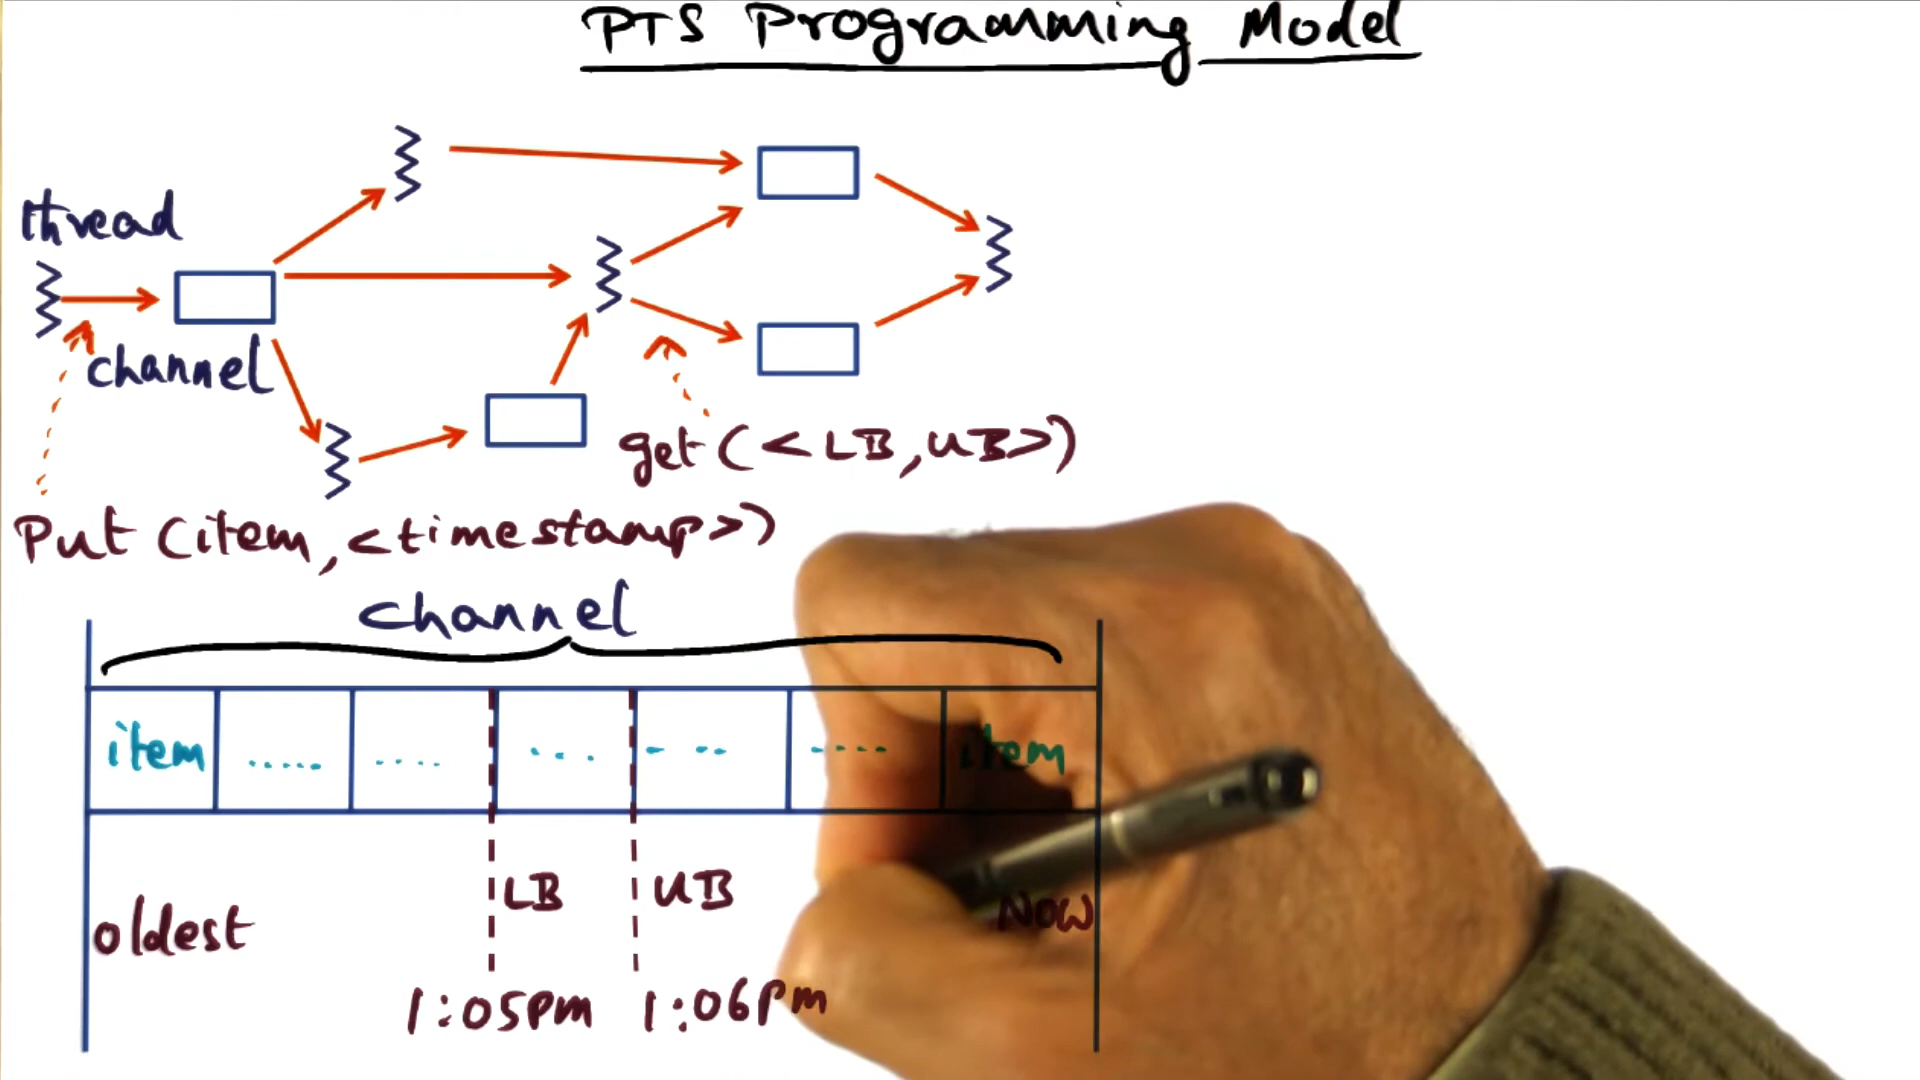 PTS Programming Model
thread
channel
get(<LB,UB>)
Put (item,<timestamp>)
channel
item ..... .... .... --- ---- item
oldest LB UB NOW
1:05pm 1:06pm